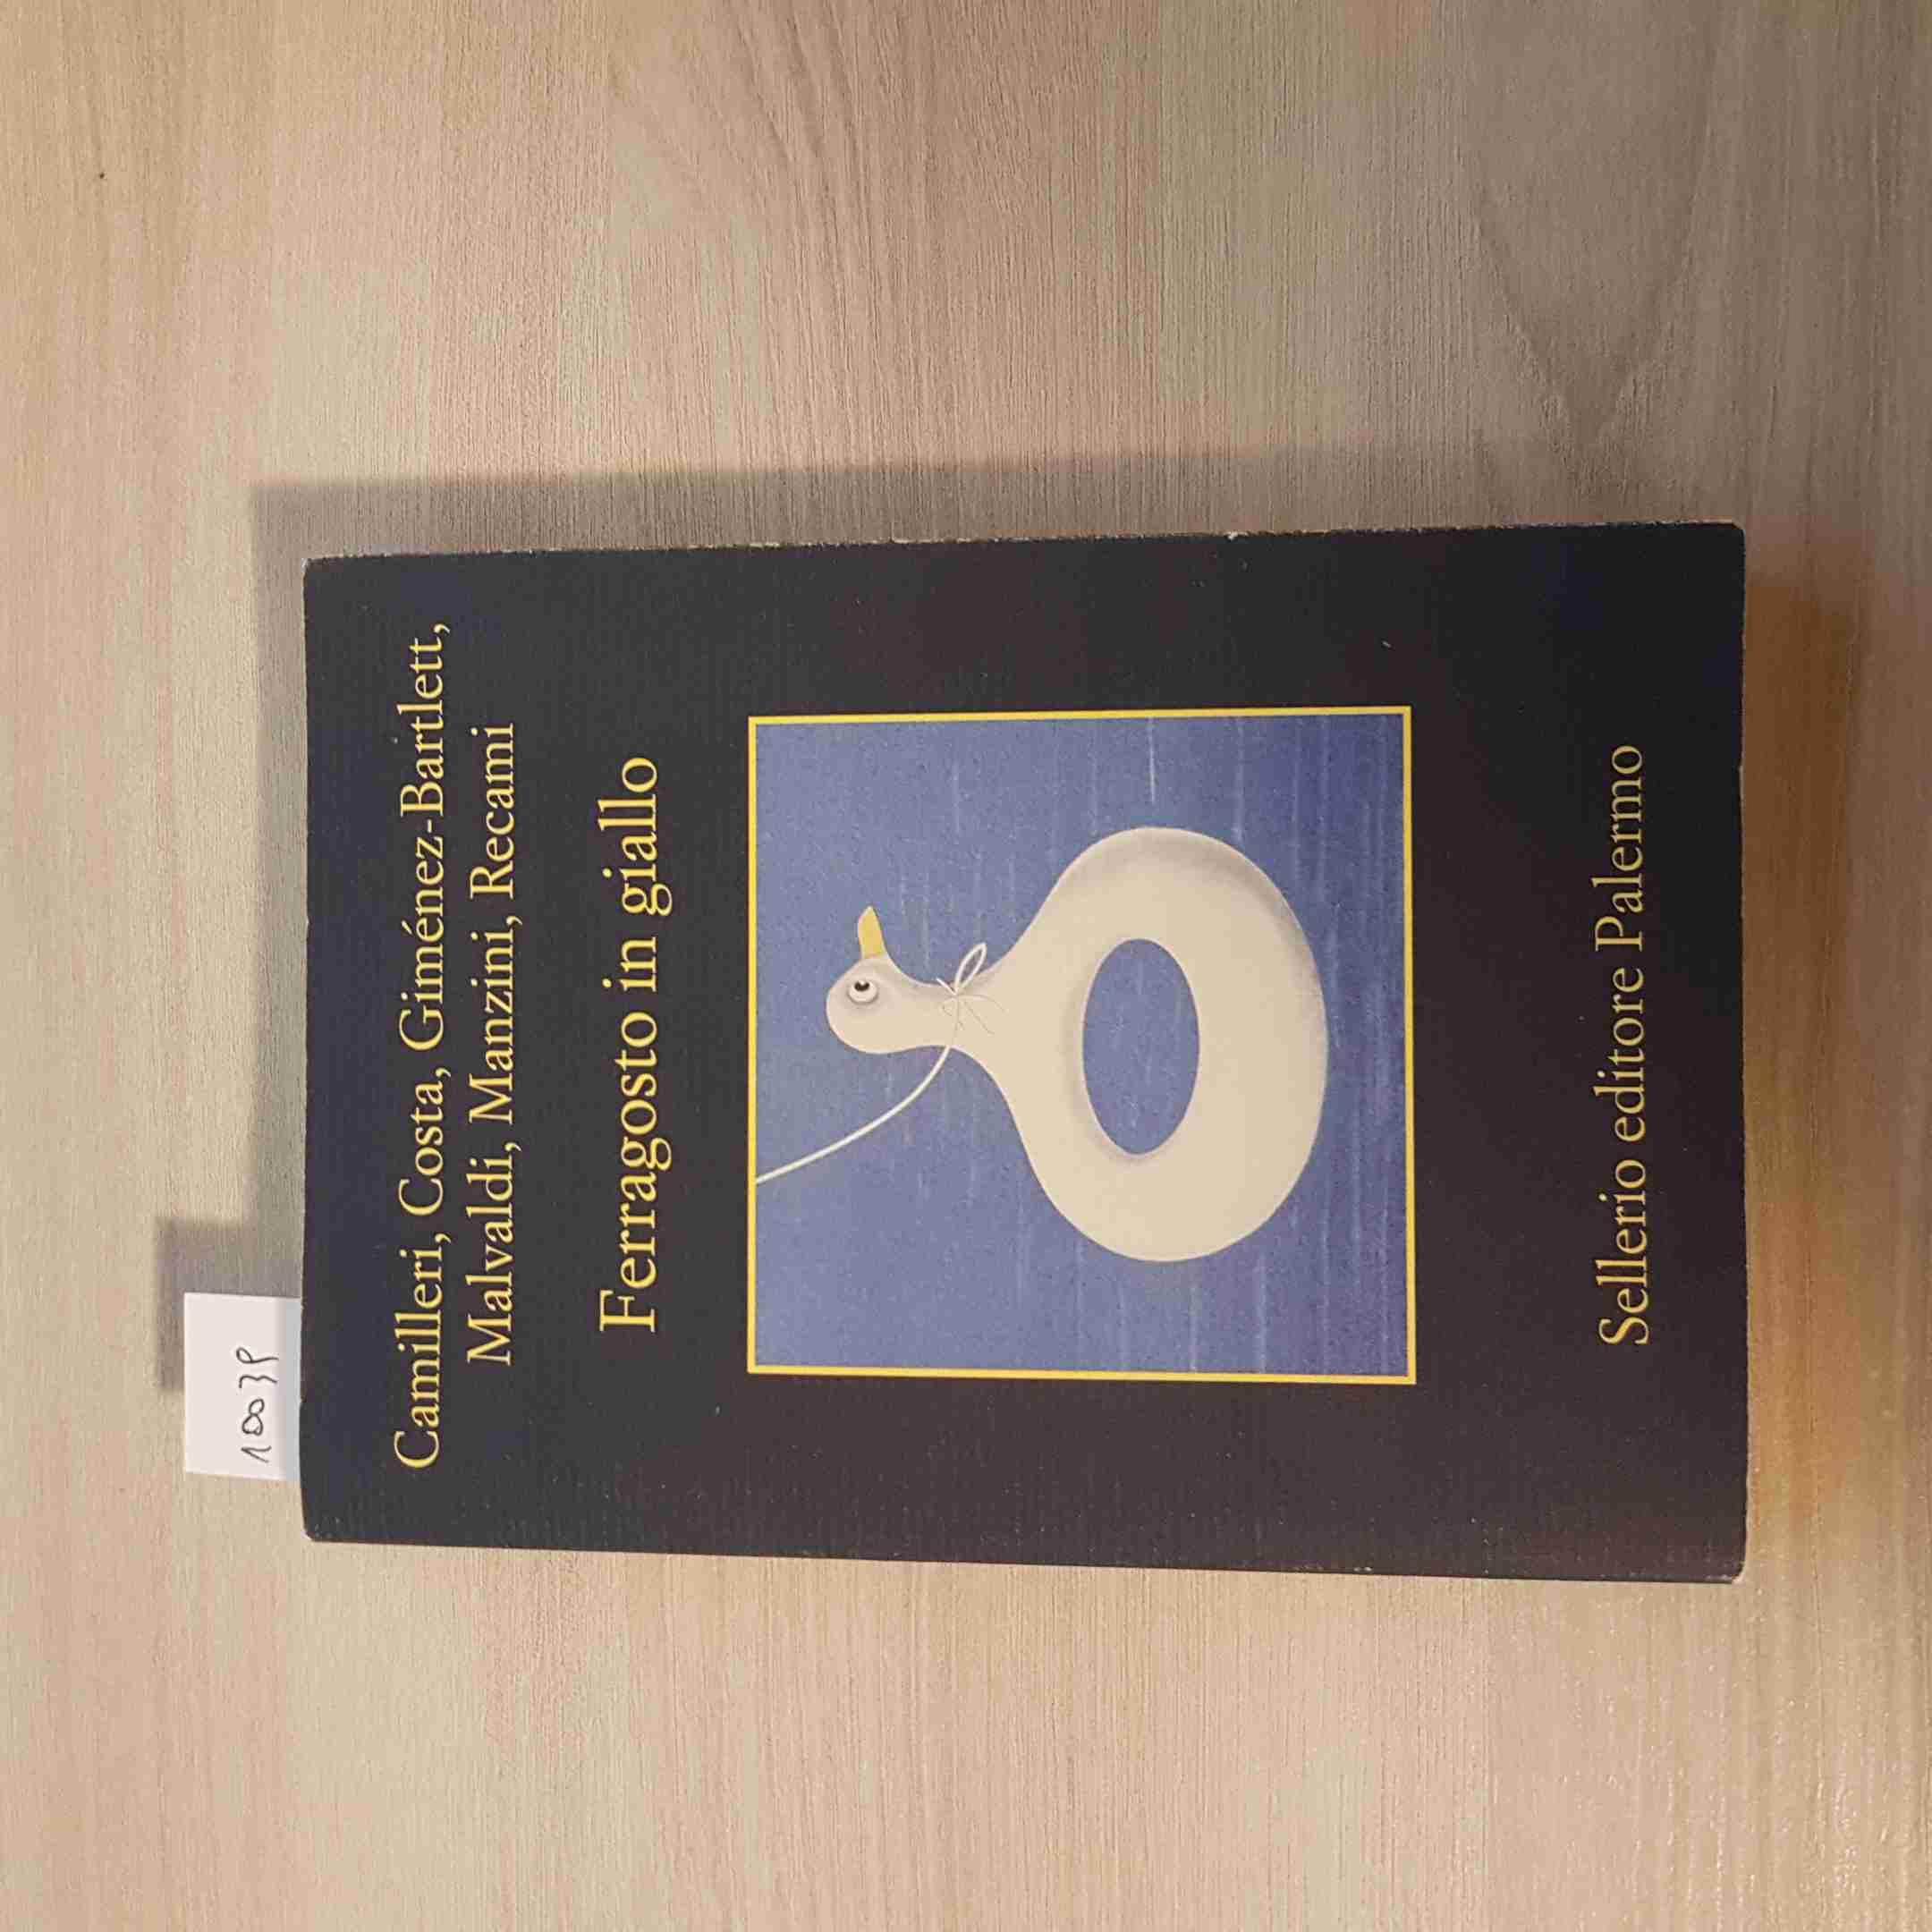 1003P
Camilleri, Costa, Giménez-Bartlett,
Malvaldi, Manzini, Recami
Ferragosto in giallo
Sellerio editore Palermo